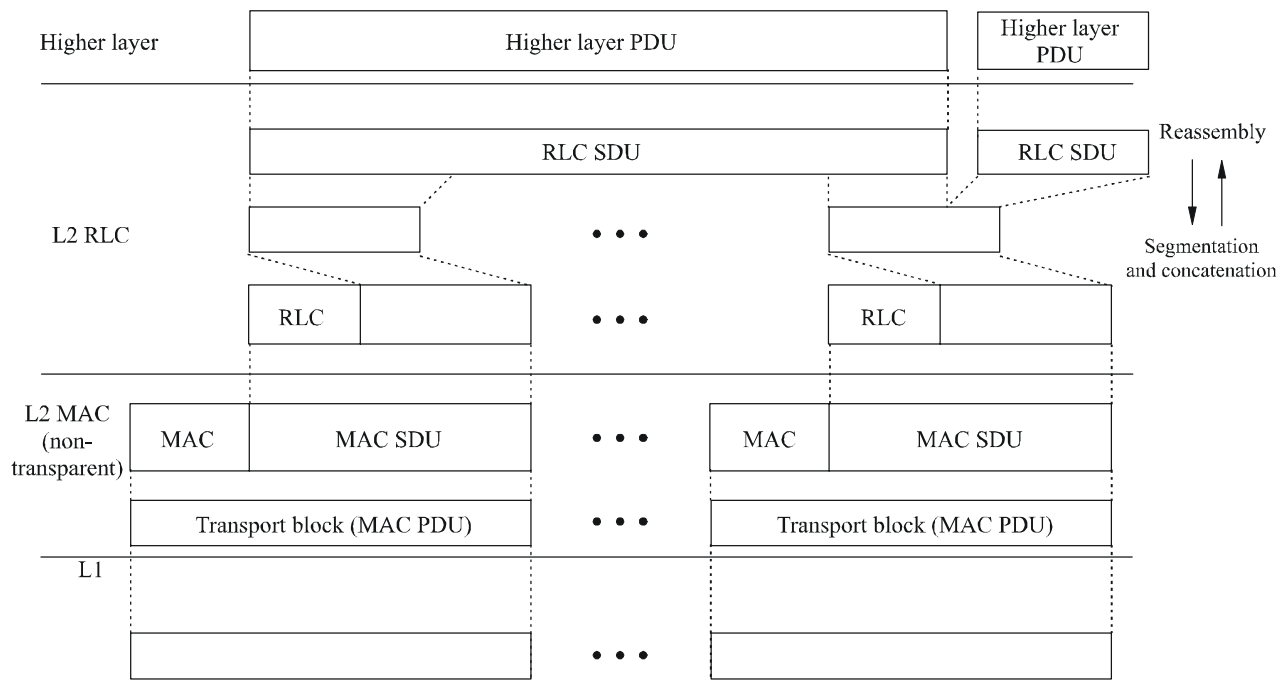 Higher layer
Higher layer PDU
Higher layer
PDU
RLC SDU
RLC SDU
Reassembly
L2 RLC
Segmentation
and concatenation
RLC
RLC
L2 MAC
(non-
transparent)
MAC
MAC SDU
MAC
MAC SDU
Transport block (MAC PDU)
Transport block (MAC PDU)
L1